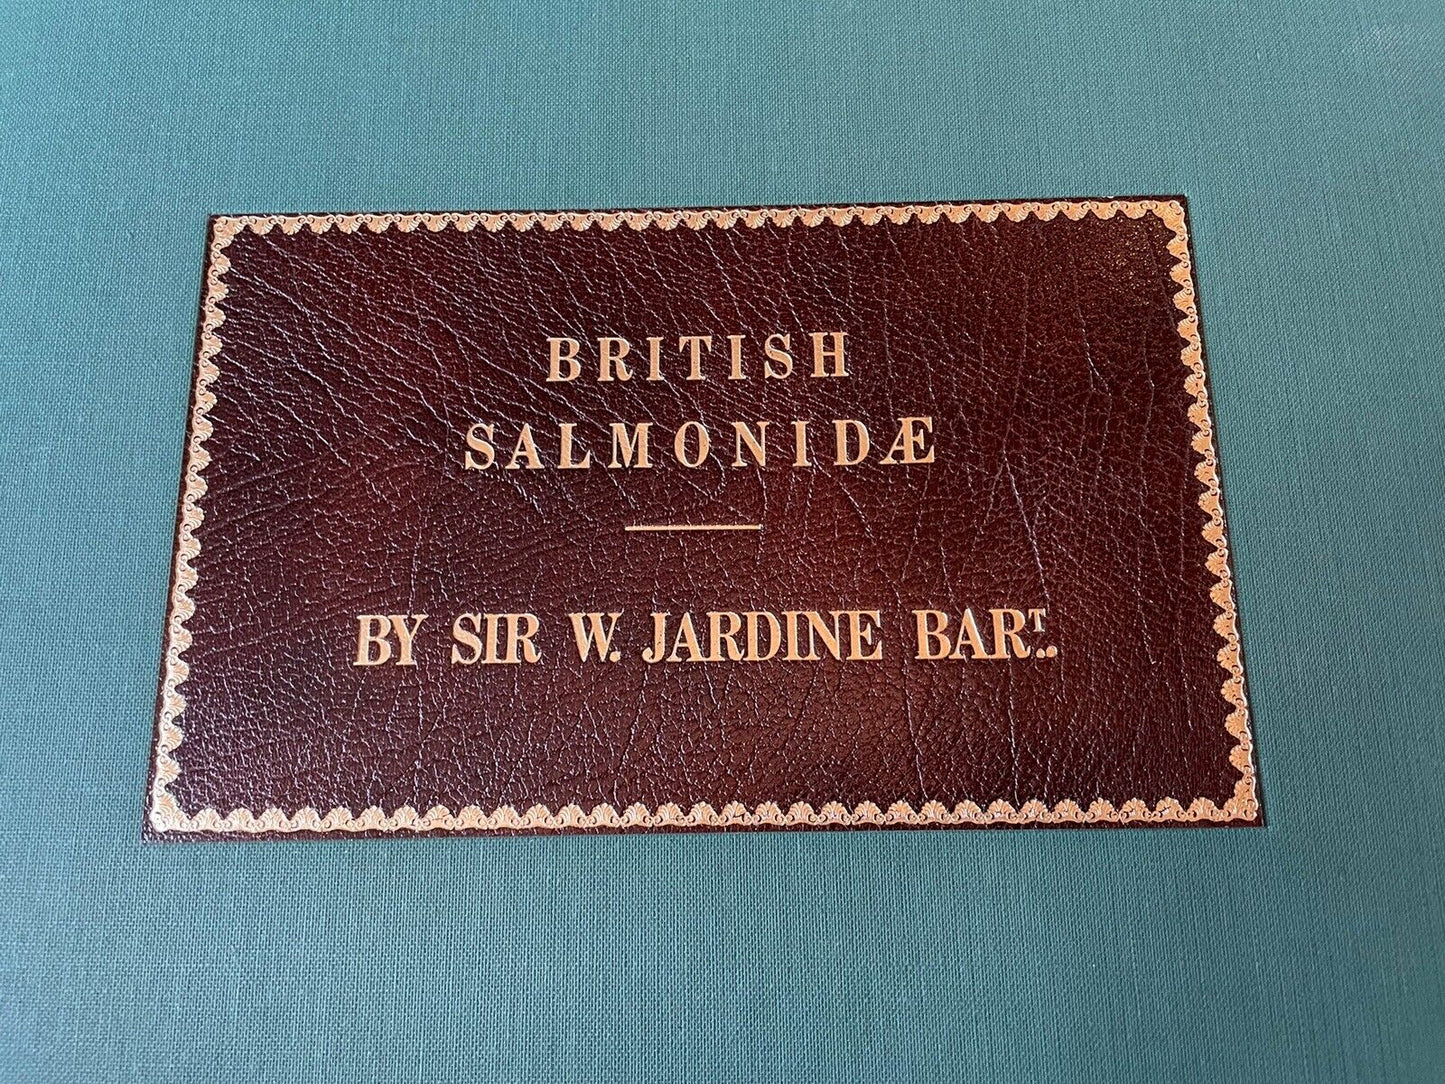 BRITISH
SALMONIDÆ
BY SIR W. JARDINE BARᵀ..